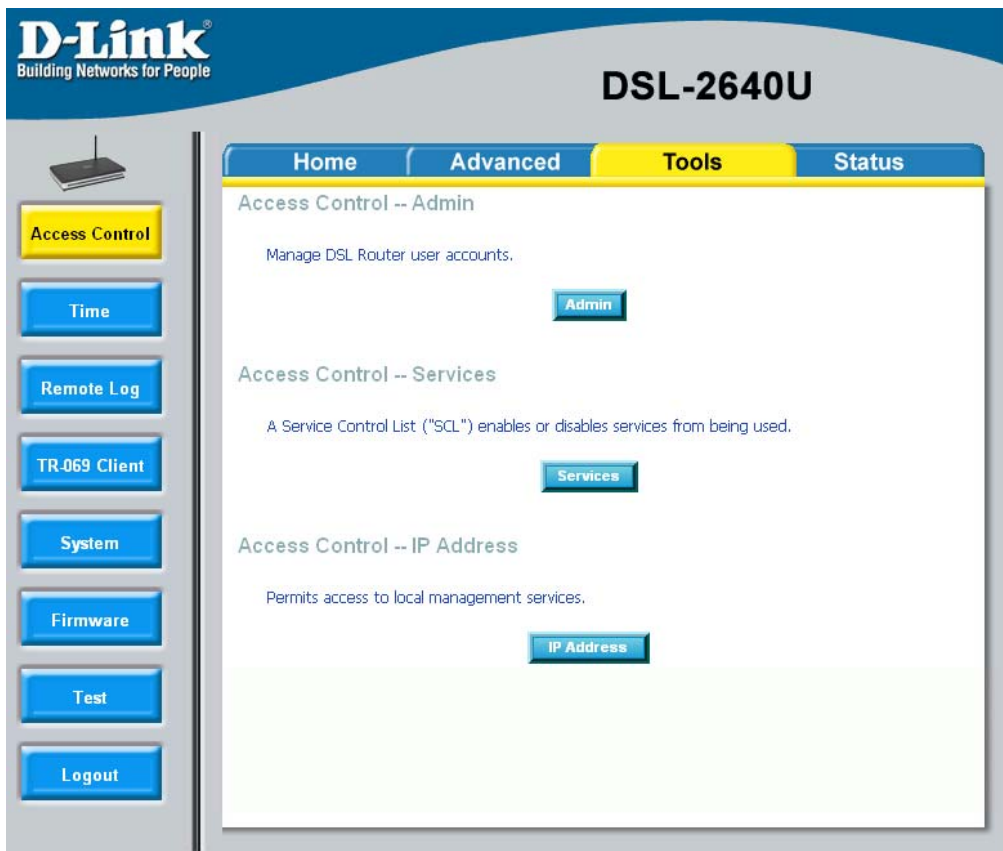 D-Link®
Building Networks for People
DSL-2640U
Home Advanced Tools Status
Access Control
Time
Remote Log
TR-069 Client
System
Firmware
Test
Logout
Access Control -- Admin
Manage DSL Router user accounts.
Admin
Access Control -- Services
A Service Control List ("SCL") enables or disables services from being used.
Services
Access Control -- IP Address
Permits access to local management services.
IP Address